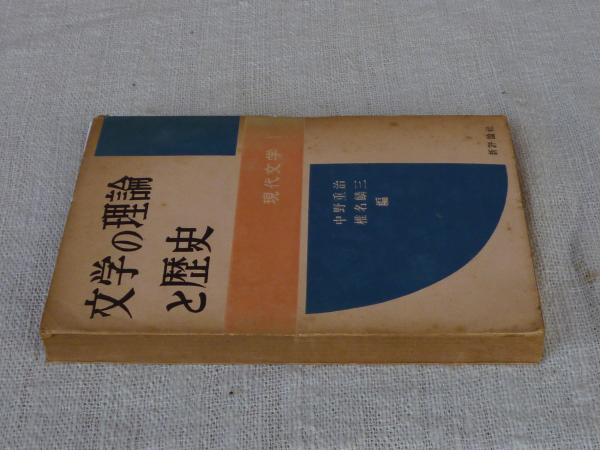 文学の理論
と歴史
現代文学 I
中野重治
椎名麟三
編
新評論社